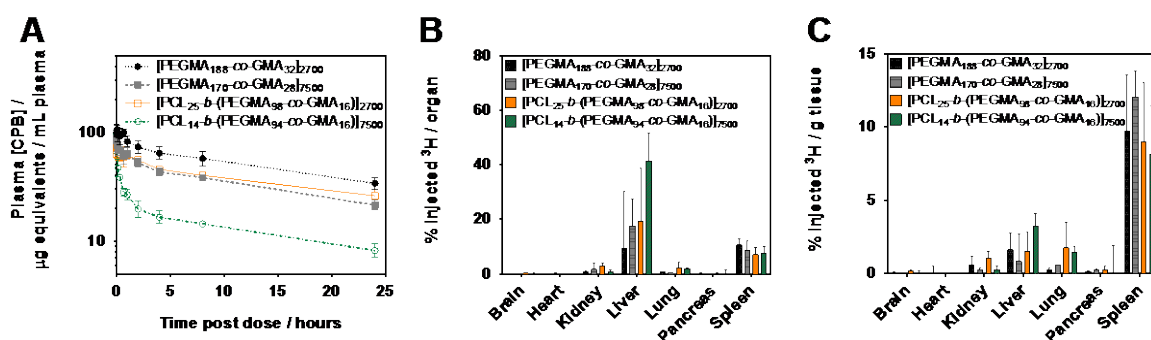 A
Plasma [CPB] /
µg equivalents / mL plasma
100
10
[PEGMA188-co-GMA32]2700
[PEGMA170-co-GMA28]7500
[PCL25-b-(PEGMA98-co-GMA16)]2700
[PCL14-b-(PEGMA94-co-GMA16)]7500
0 5 10 15 20 25
Time post dose / hours
B
% Injected ³H / organ
80
60
40
20
0
[PEGMA188-co-GMA32]2700
[PEGMA170-co-GMA28]7500
[PCL25-b-(PEGMA98-co-GMA16)]2700
[PCL14-b-(PEGMA94-co-GMA16)]7500
Brain
Heart
Kidney
Liver
Lung
Pancreas
Spleen
C
% Injected ³H / g tissue
15
10
5
0
[PEGMA188-co-GMA32]2700
[PEGMA170-co-GMA28]7500
[PCL25-b-(PEGMA98-co-GMA16)]2700
[PCL14-b-(PEGMA94-co-GMA16)]7500
Brain
Heart
Kidney
Liver
Lung
Pancreas
Spleen